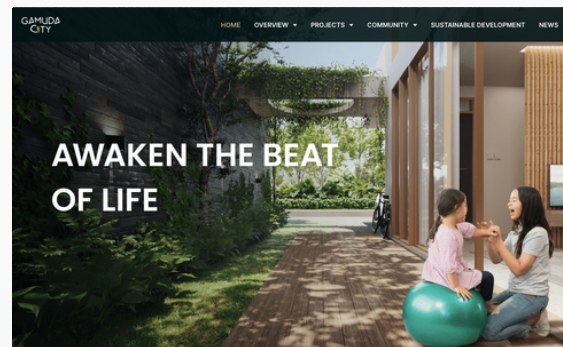 GAMUDA
CITY
HOME OVERVIEW PROJECTS COMMUNITY SUSTAINABLE DEVELOPMENT NEWS
AWAKEN THE BEAT
OF LIFE